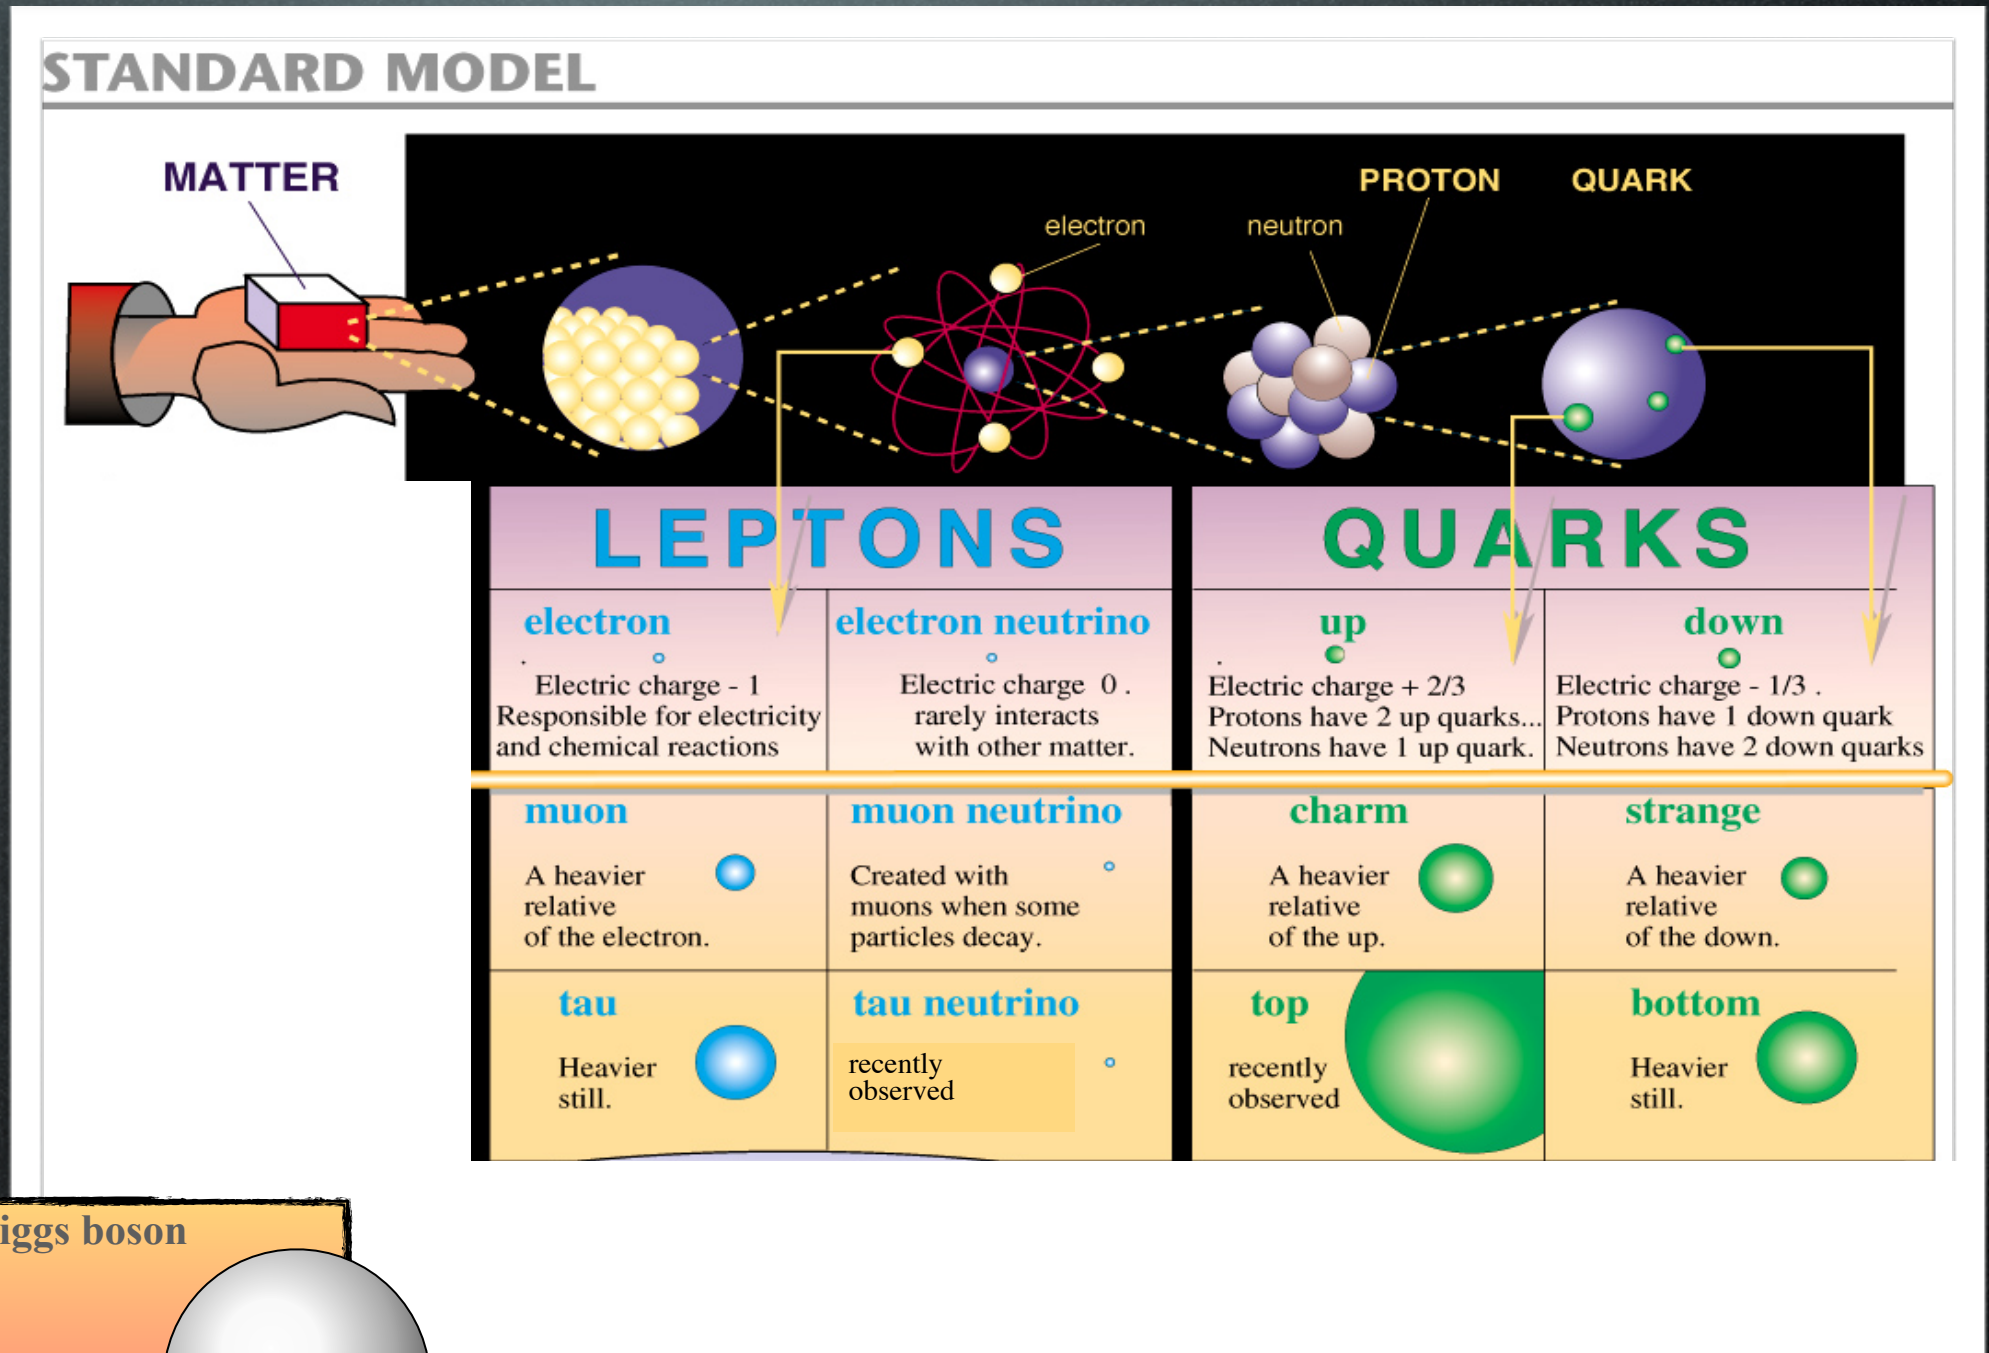 STANDARD MODEL
MATTER
PROTON
QUARK
electron
neutron
LEPTONS
QUARKS
electron
.
Electric charge - 1
Responsible for electricity
and chemical reactions
electron neutrino
Electric charge 0 .
rarely interacts
with other matter.
up
.
Electric charge + 2/3
Protons have 2 up quarks...
Neutrons have 1 up quark.
down
Electric charge - 1/3 .
Protons have 1 down quark
Neutrons have 2 down quarks
muon
A heavier
relative
of the electron.
muon neutrino
Created with
muons when some
particles decay.
charm
A heavier
relative
of the up.
strange
A heavier
relative
of the down.
tau
Heavier
still.
tau neutrino
recently
observed
top
recently
observed
bottom
Heavier
still.
iggs boson